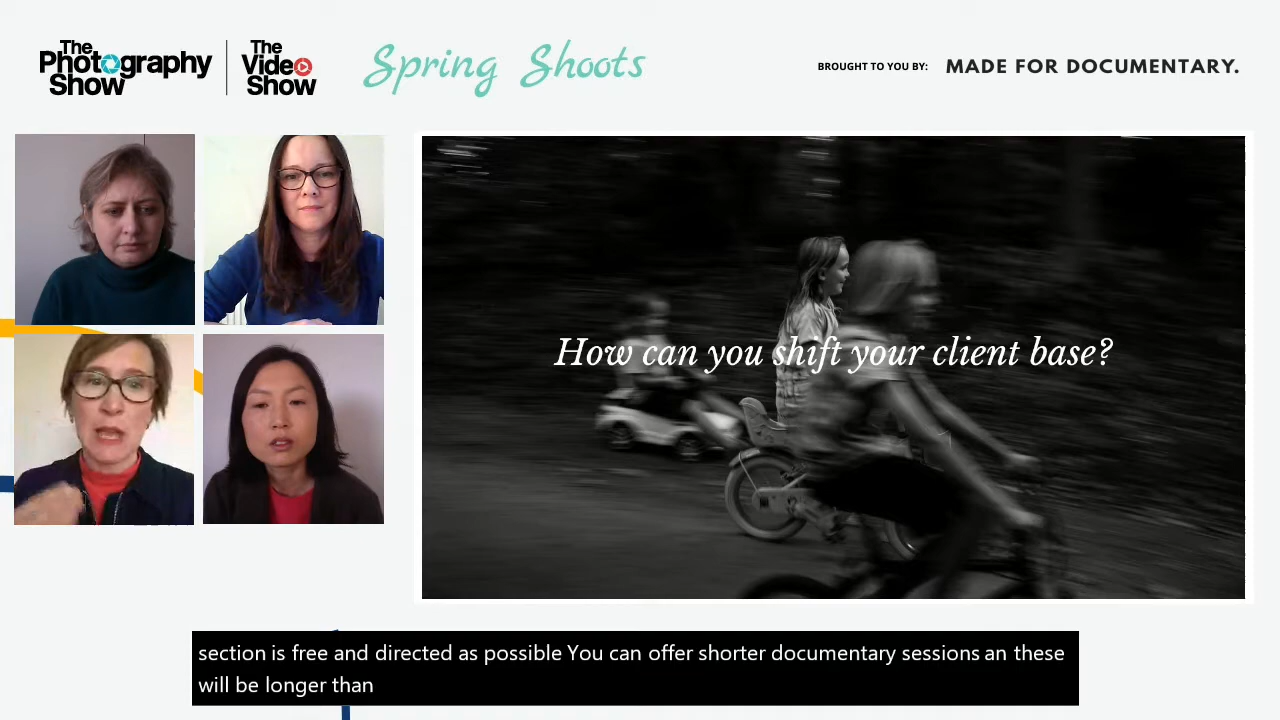 The
Photography
Show
The
Video
Show
Spring Shoots
BROUGHT TO YOU BY:
MADE FOR DOCUMENTARY.
How can you shift your client base?
section is free and directed as possible You can offer shorter documentary sessions an these
will be longer than